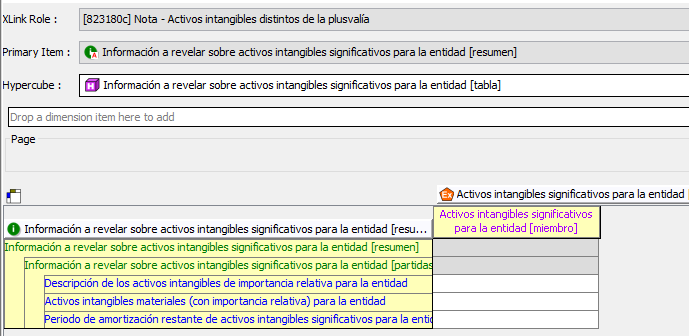 XLink Role : [823180c] Nota - Activos intangibles distintos de la plusvalía
Primary Item : Información a revelar sobre activos intangibles significativos para la entidad [resumen]
Hypercube : Información a revelar sobre activos intangibles significativos para la entidad [tabla]
Drop a dimension item here to add
Page
Activos intangibles significativos para la entidad [
Información a revelar sobre activos intangibles significativos para la entidad [resu...
Activos intangibles significativos
para la entidad [miembro]
Información a revelar sobre activos intangibles significativos para la entidad [resumen]
Información a revelar sobre activos intangibles significativos para la entidad [partidas
Descripción de los activos intangibles de importancia relativa para la entidad
Activos intangibles materiales (con importancia relativa) para la entidad
Periodo de amortización restante de activos intangibles significativos para la entid